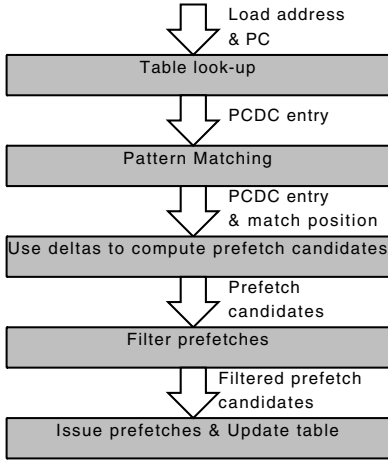 Load address
& PC
Table look-up
PCDC entry
Pattern Matching
PCDC entry
& match position
Use deltas to compute prefetch candidates
Prefetch
candidates
Filter prefetches
Filtered prefetch
candidates
Issue prefetches & Update table